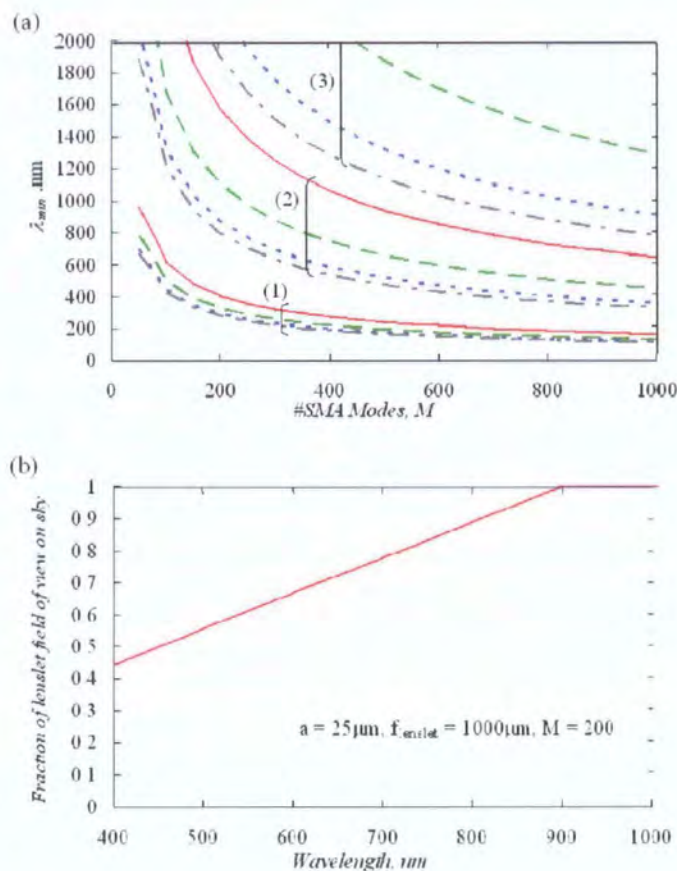 (a)
2000
1800
1600
1400
1200
1000
800
600
400
200
0
λmin, nm
(3)
(2)
(1)
0 200 400 600 800 1000
#SMA Modes, M
(b)
1
0 9
0 8
0 7
0 6
0 5
0 4
0 3
0 2
0 1
0
Fraction of lenslet field of view on sky
a = 25μm, flenslet = 1000μm, M = 200
400 500 600 700 800 900 1000
Wavelength, nm